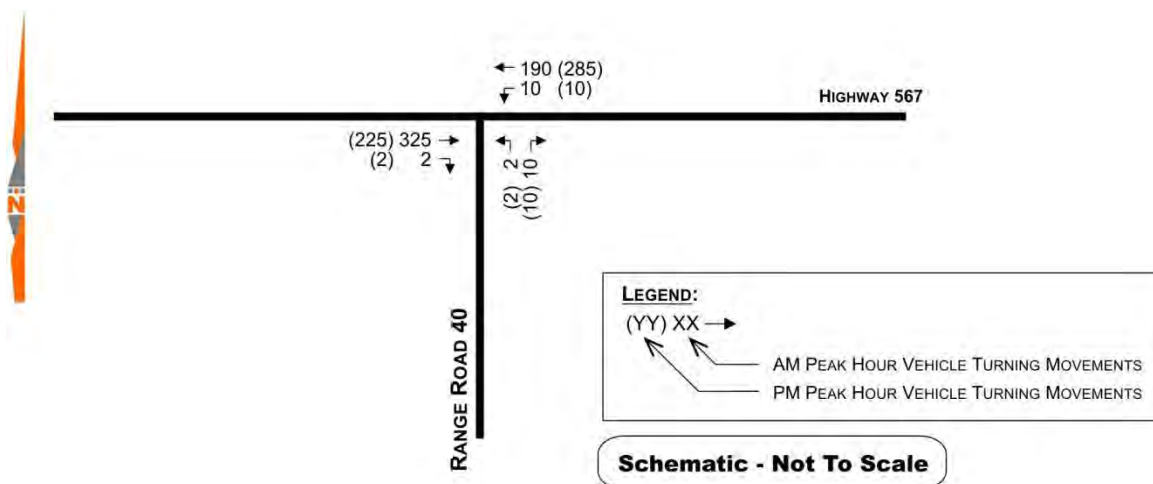 190 (285)
10 (10)
HIGHWAY 567
(225) 325
(2) 2
(2) 2
(10) 10
RANGE ROAD 40
N
LEGEND:
(YY) XX
AM PEAK HOUR VEHICLE TURNING MOVEMENTS
PM PEAK HOUR VEHICLE TURNING MOVEMENTS
Schematic - Not To Scale